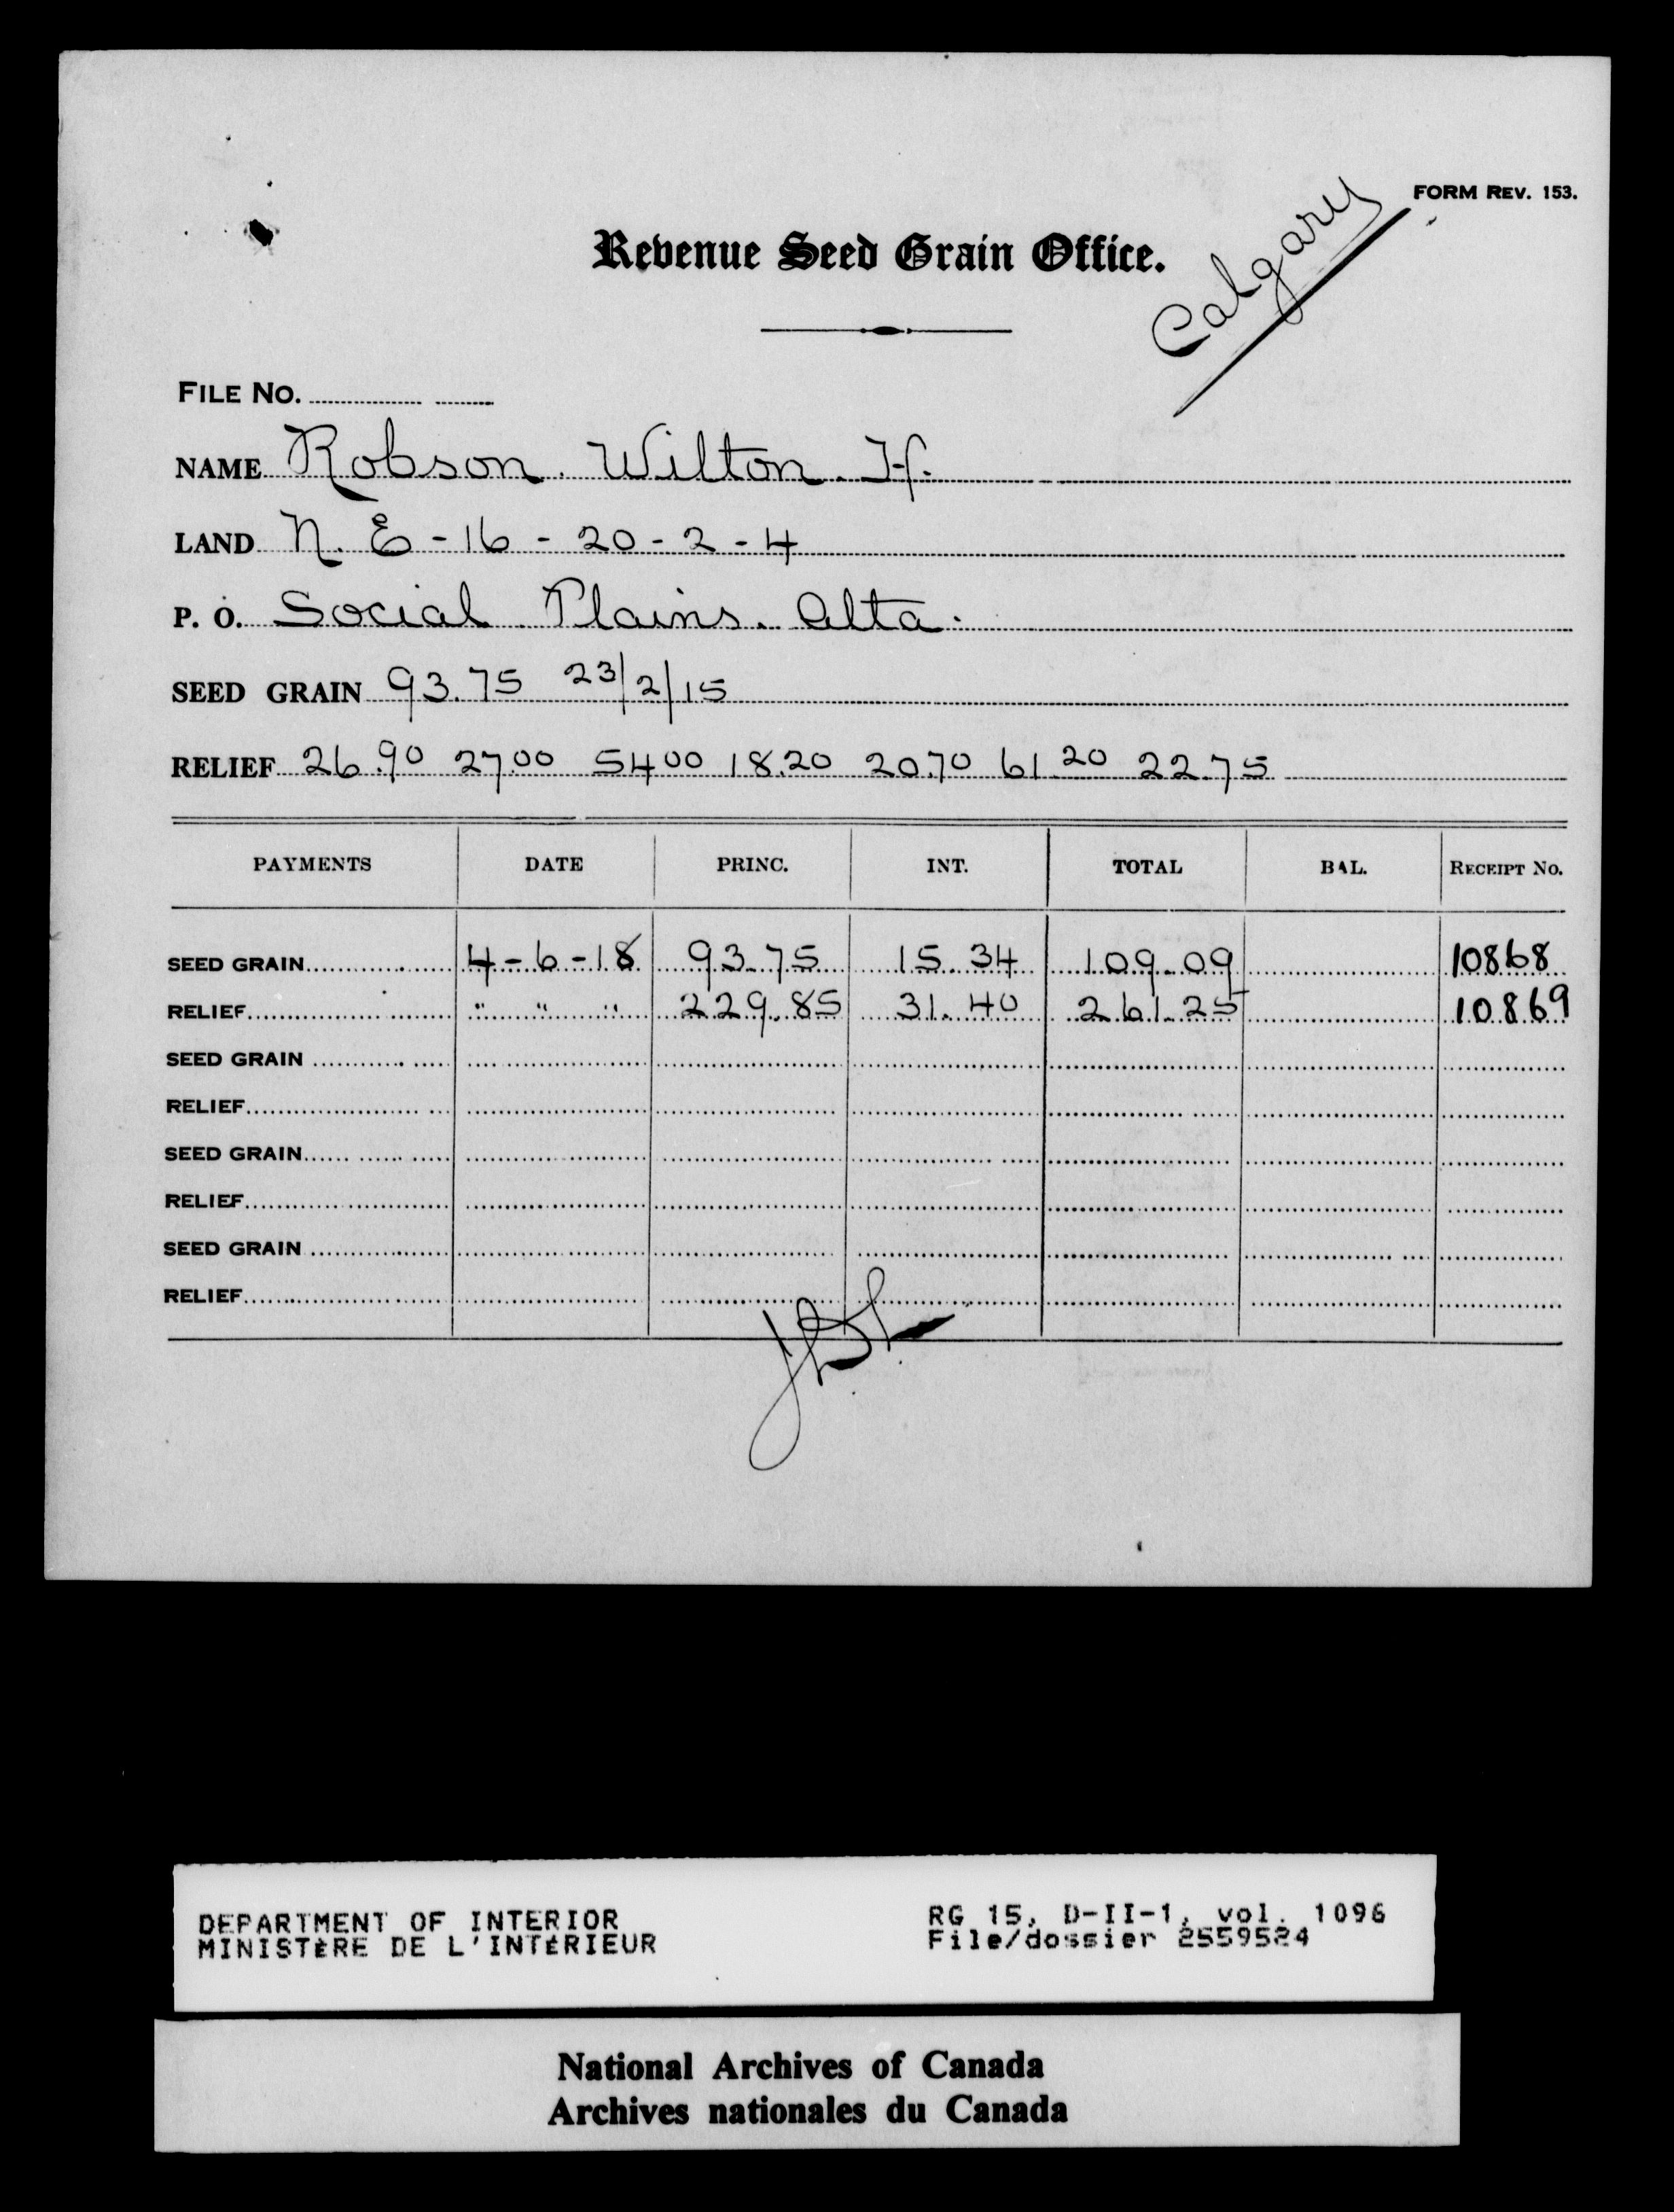 FORM REV. 153.
Calgary
Revenue Seed Grain Office.
FILE NO.
NAME Robson. Wilton. H.
LAND N. E - 16 - 20 - 2 - 4
P. O. Social Plains. Alta.
SEED GRAIN 93.75 23/2/15
RELIEF 26.90 27.00 54 00 18.20 20.70 61.20 22.75
PAYMENTS DATE PRINC. INT. TOTAL BAL. RECEIPT NO.
SEED GRAIN 4-6-18 93.75 15.34 109.09 10868
RELIEF " " " 229.85 31.40 261.25 10869
SEED GRAIN
RELIEF
SEED GRAIN
RELIEF
SEED GRAIN
RELIEF
DEPARTMENT OF INTERIOR RG 15, D-II-1, vol. 1096
MINISTÈRE DE L'INTÉRIEUR File/dossier 2559524
National Archives of Canada
Archives nationales du Canada